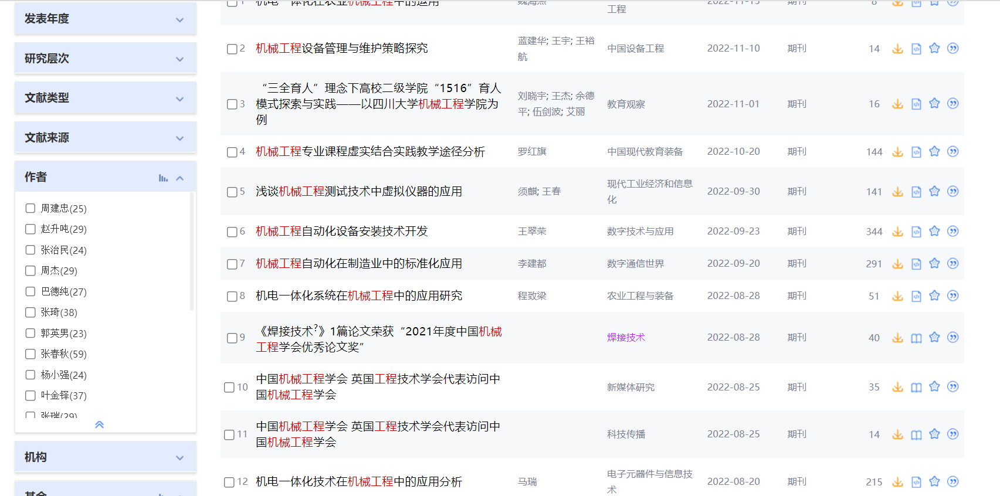 发表年度
研究层次
文献类型
文献来源
作者
周建忠(25)
赵升吨(29)
张治民(24)
周杰(29)
巴德纯(27)
张琦(38)
郭英男(23)
张春秋(59)
杨小强(24)
叶金铎(37)
张瑞(29)
机构
基金
1 机电一体化在农业机械工程中的运用 魏海燕 2022-11-15 期刊 8
工程
2 机械工程设备管理与维护策略探究 蓝建华; 王宇; 王裕 中国设备工程 2022-11-10 期刊 14
航
“三全育人”理念下高校二级学院“1516”育人
3 模式探索与实践——以四川大学机械工程学院为 刘晓宇; 王杰; 余德 教育观察 2022-11-01 期刊 16
例 平; 伍剑波; 艾丽
4 机械工程专业课程虚实结合实践教学途径分析 罗红旗 中国现代教育装备 2022-10-20 期刊 144
5 浅谈机械工程测试技术中虚拟仪器的应用 须麒; 王春 现代工业经济和信息 2022-09-30 期刊 141
化
6 机械工程自动化设备安装技术开发 王翠荣 数字技术与应用 2022-09-23 期刊 344
7 机械工程自动化在制造业中的标准化应用 李建都 数字通信世界 2022-09-20 期刊 291
8 机电一体化系统在机械工程中的应用研究 程致梁 农业工程与装备 2022-08-28 期刊 51
9 《焊接技术?》1篇论文荣获“2021年度中国机械 焊接技术 2022-08-28 期刊 40
工程学会优秀论文奖”
10 中国机械工程学会 英国工程技术学会代表访问中 新媒体研究 2022-08-25 期刊 35
国机械工程学会
11 中国机械工程学会 英国工程技术学会代表访问中 科技传播 2022-08-25 期刊 14
国机械工程学会
12 机电一体化技术在机械工程中的应用分析 马瑞 电子元器件与信息技 2022-08-20 期刊 215
术